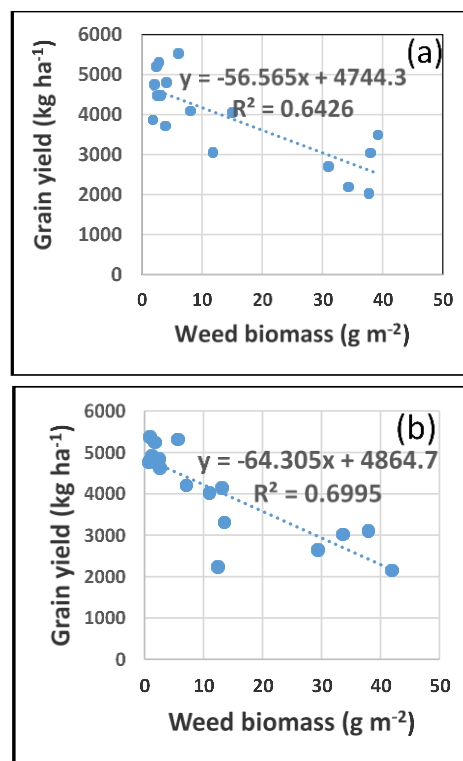 (a)
6000
5000
4000
3000
2000
1000
0
y = -56.565x + 4744.3
R² = 0.6426
Grain yield (kg ha⁻¹)
0 10 20 30 40 50
Weed biomass (g m⁻²)
(b)
6000
5000
4000
3000
2000
1000
0
y = -64.305x + 4864.7
R² = 0.6995
Grain yield (kg ha⁻¹)
0 10 20 30 40 50
Weed biomass (g m⁻²)